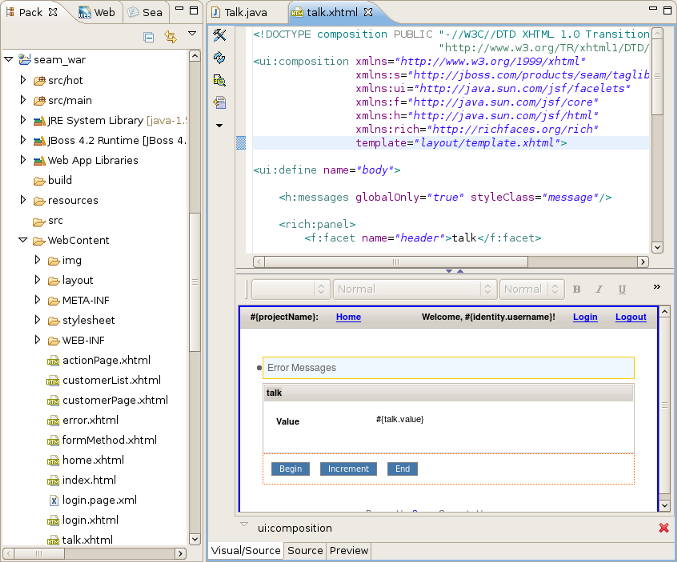 Pack
Web
Sea
seam_war
src/hot
src/main
JRE System Library [java-1.5
JBoss 4.2 Runtime [JBoss 4.
Web App Libraries
build
resources
src
WebContent
img
layout
META-INF
stylesheet
WEB-INF
actionPage.xhtml
customerList.xhtml
customerPage.xhtml
error.xhtml
formMethod.xhtml
home.xhtml
index.html
login.page.xml
login.xhtml
talk.xhtml
Talk.java
talk.xhtml
<!DOCTYPE composition PUBLIC "-//W3C//DTD XHTML 1.0 Transition
"http://www.w3.org/TR/xhtml1/DTD/
<ui:composition xmlns="http://www.w3.org/1999/xhtml"
xmlns:s="http://jboss.com/products/seam/taglib
xmlns:ui="http://java.sun.com/jsf/facelets"
xmlns:f="http://java.sun.com/jsf/core"
xmlns:h="http://java.sun.com/jsf/html"
xmlns:rich="http://richfaces.org/rich"
template="layout/template.xhtml">
<ui:define name="body">
<h:messages globalOnly="true" styleClass="message"/>
<rich:panel>
<f:facet name="header">talk</f:facet>
Normal
Normal
B I U »
#{projectName}: Home Welcome, #{identity.username}! Login Logout
Error Messages
talk
Value #{talk.value}
Begin Increment End
ui:composition
Visual/Source Source Preview